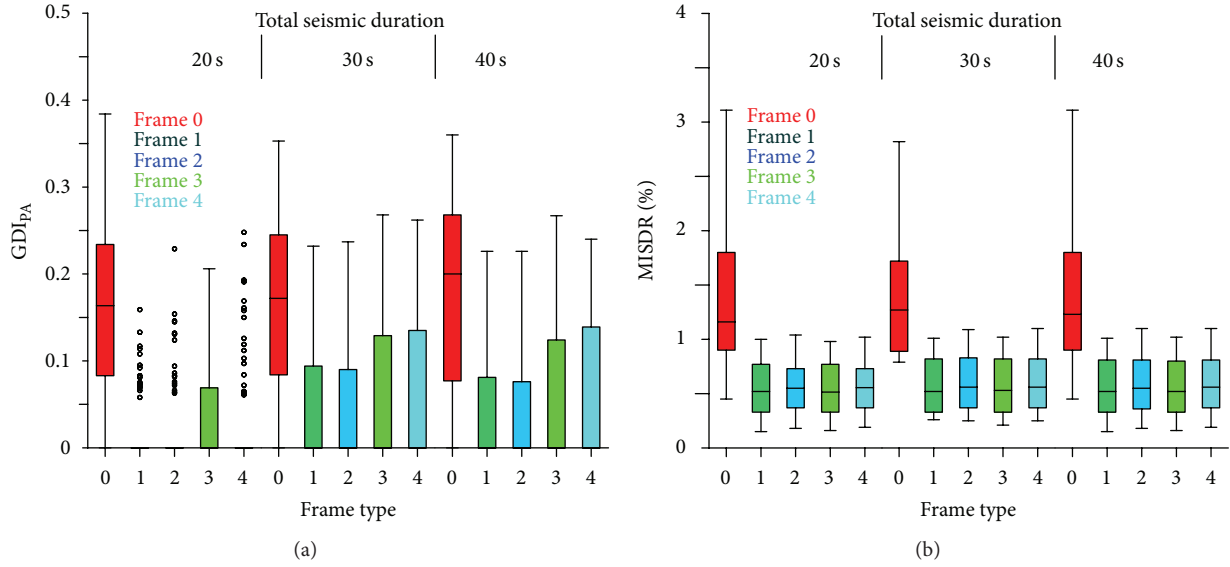 Total seismic duration
20 s
30 s
40 s
Frame 0
Frame 1
Frame 2
Frame 3
Frame 4
GDI_PA
0.5
0.4
0.3
0.2
0.1
0
0 1 2 3 4 0 1 2 3 4 0 1 2 3 4
Frame type
(a)
Total seismic duration
20 s
30 s
40 s
Frame 0
Frame 1
Frame 2
Frame 3
Frame 4
MISDR (%)
4
3
2
1
0
0 1 2 3 4 0 1 2 3 4 0 1 2 3 4
Frame type
(b)